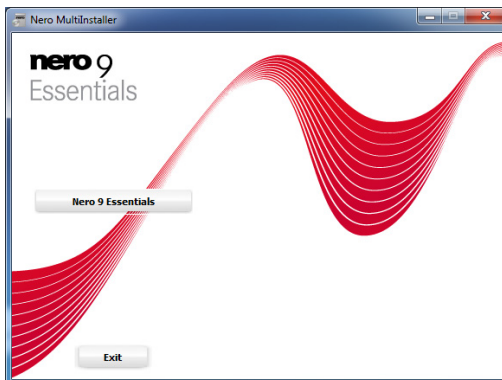 Nero MultiInstaller
nero 9
Essentials
Nero 9 Essentials
Exit